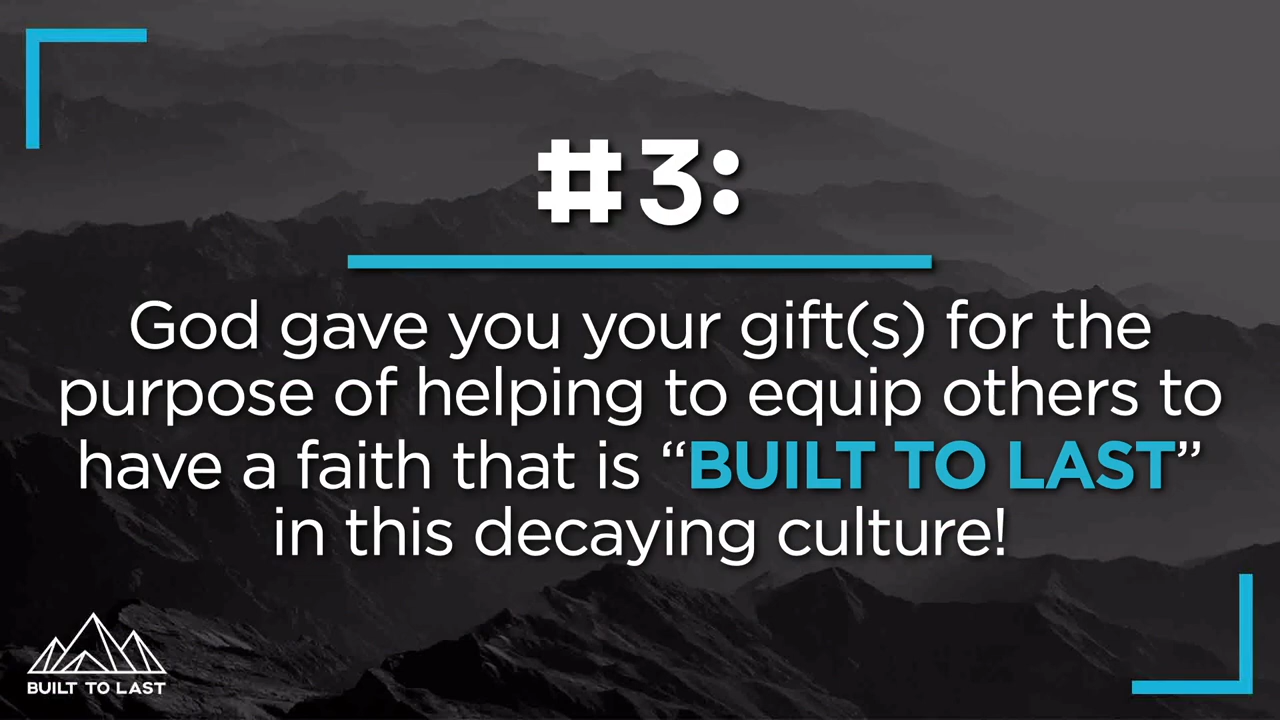 #3:
God gave you your gift(s) for the
purpose of helping to equip others to
have a faith that is “BUILT TO LAST”
in this decaying culture!
BUILT TO LAST